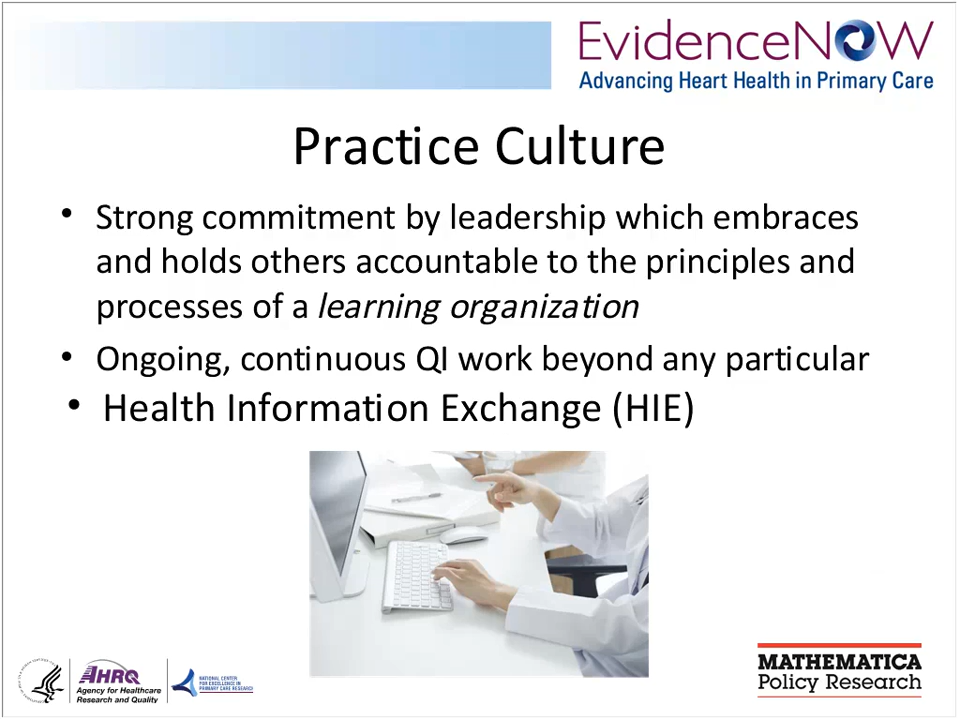 EvidenceNOW
Advancing Heart Health in Primary Care
Practice Culture
• Strong commitment by leadership which embraces
and holds others accountable to the principles and
processes of a learning organization
• Ongoing, continuous QI work beyond any particular
• Health Information Exchange (HIE)
AHRQ
Agency for Healthcare
Research and Quality
NATIONAL CENTER
FOR EXCELLENCE IN
PRIMARY CARE RESEARCH
MATHEMATICA
Policy Research